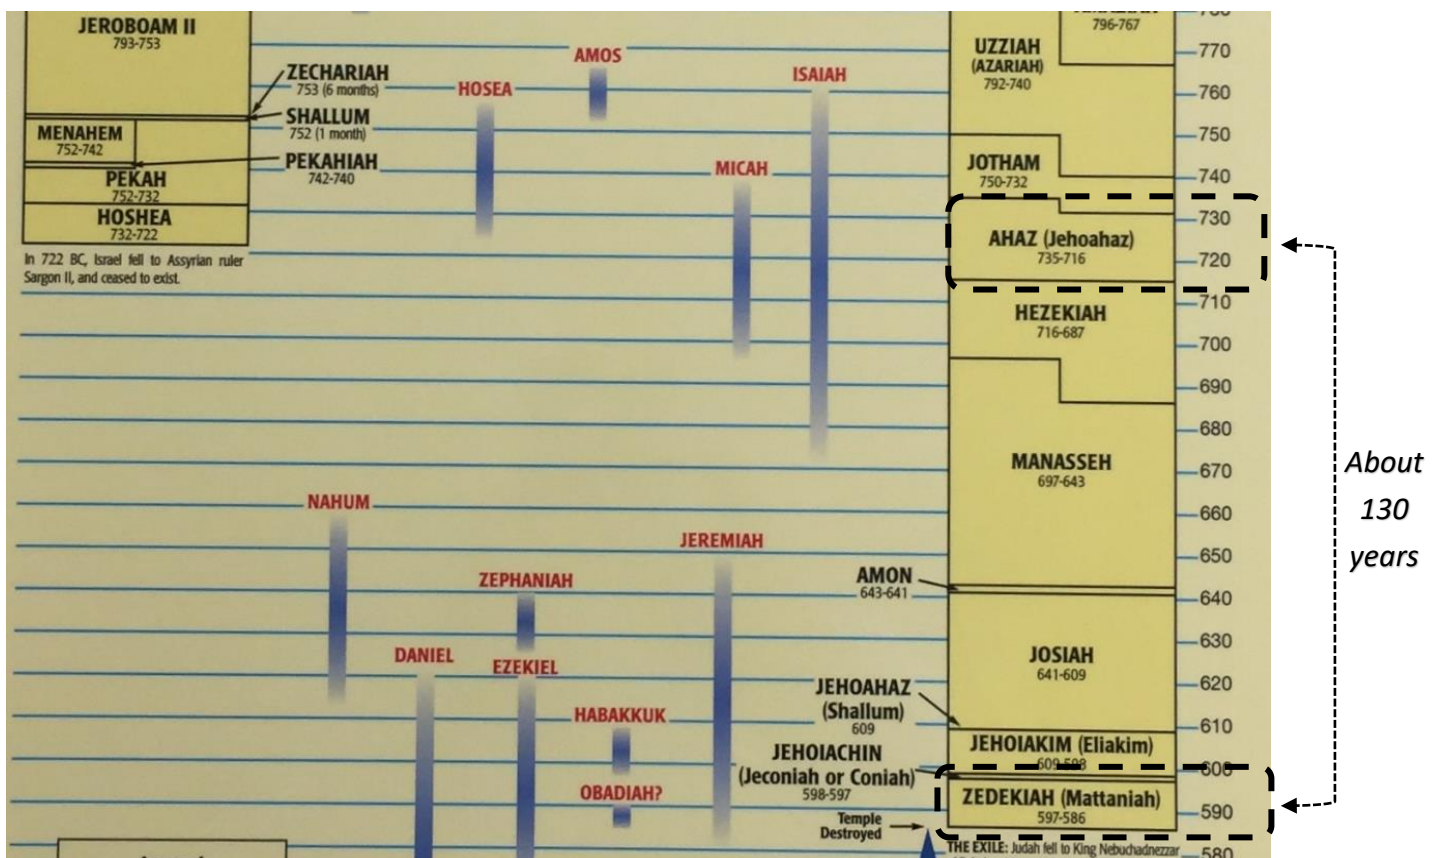 JEROBOAM II
793-753
ZECHARIAH
753 (6 months)
SHALLUM
752 (1 month)
MENAHEM
752-742
PEKAHIAH
742-740
PEKAH
752-732
HOSHEA
732-722
In 722 BC, Israel fell to Assyrian ruler
Sargon II, and ceased to exist.
HOSEA
AMOS
ISAIAH
MICAH
NAHUM
ZEPHANIAH
JEREMIAH
DANIEL
EZEKIEL
HABAKKUK
OBADIAH?
796-767
UZZIAH
(AZARIAH)
792-740
JOTHAM
750-732
AHAZ (Jehoahaz)
735-716
HEZEKIAH
716-687
MANASSEH
697-643
AMON
643-641
JOSIAH
641-609
JEHOAHAZ
(Shallum)
609
JEHOIAKIM (Eliakim)
609-598
JEHOIACHIN
(Jeconiah or Coniah)
598-597
ZEDEKIAH (Mattaniah)
597-586
Temple
Destroyed
THE EXILE: Judah fell to King Nebuchadnezzar
770
760
750
740
730
720
710
700
690
680
670
660
650
640
630
620
610
600
590
580
About
130
years